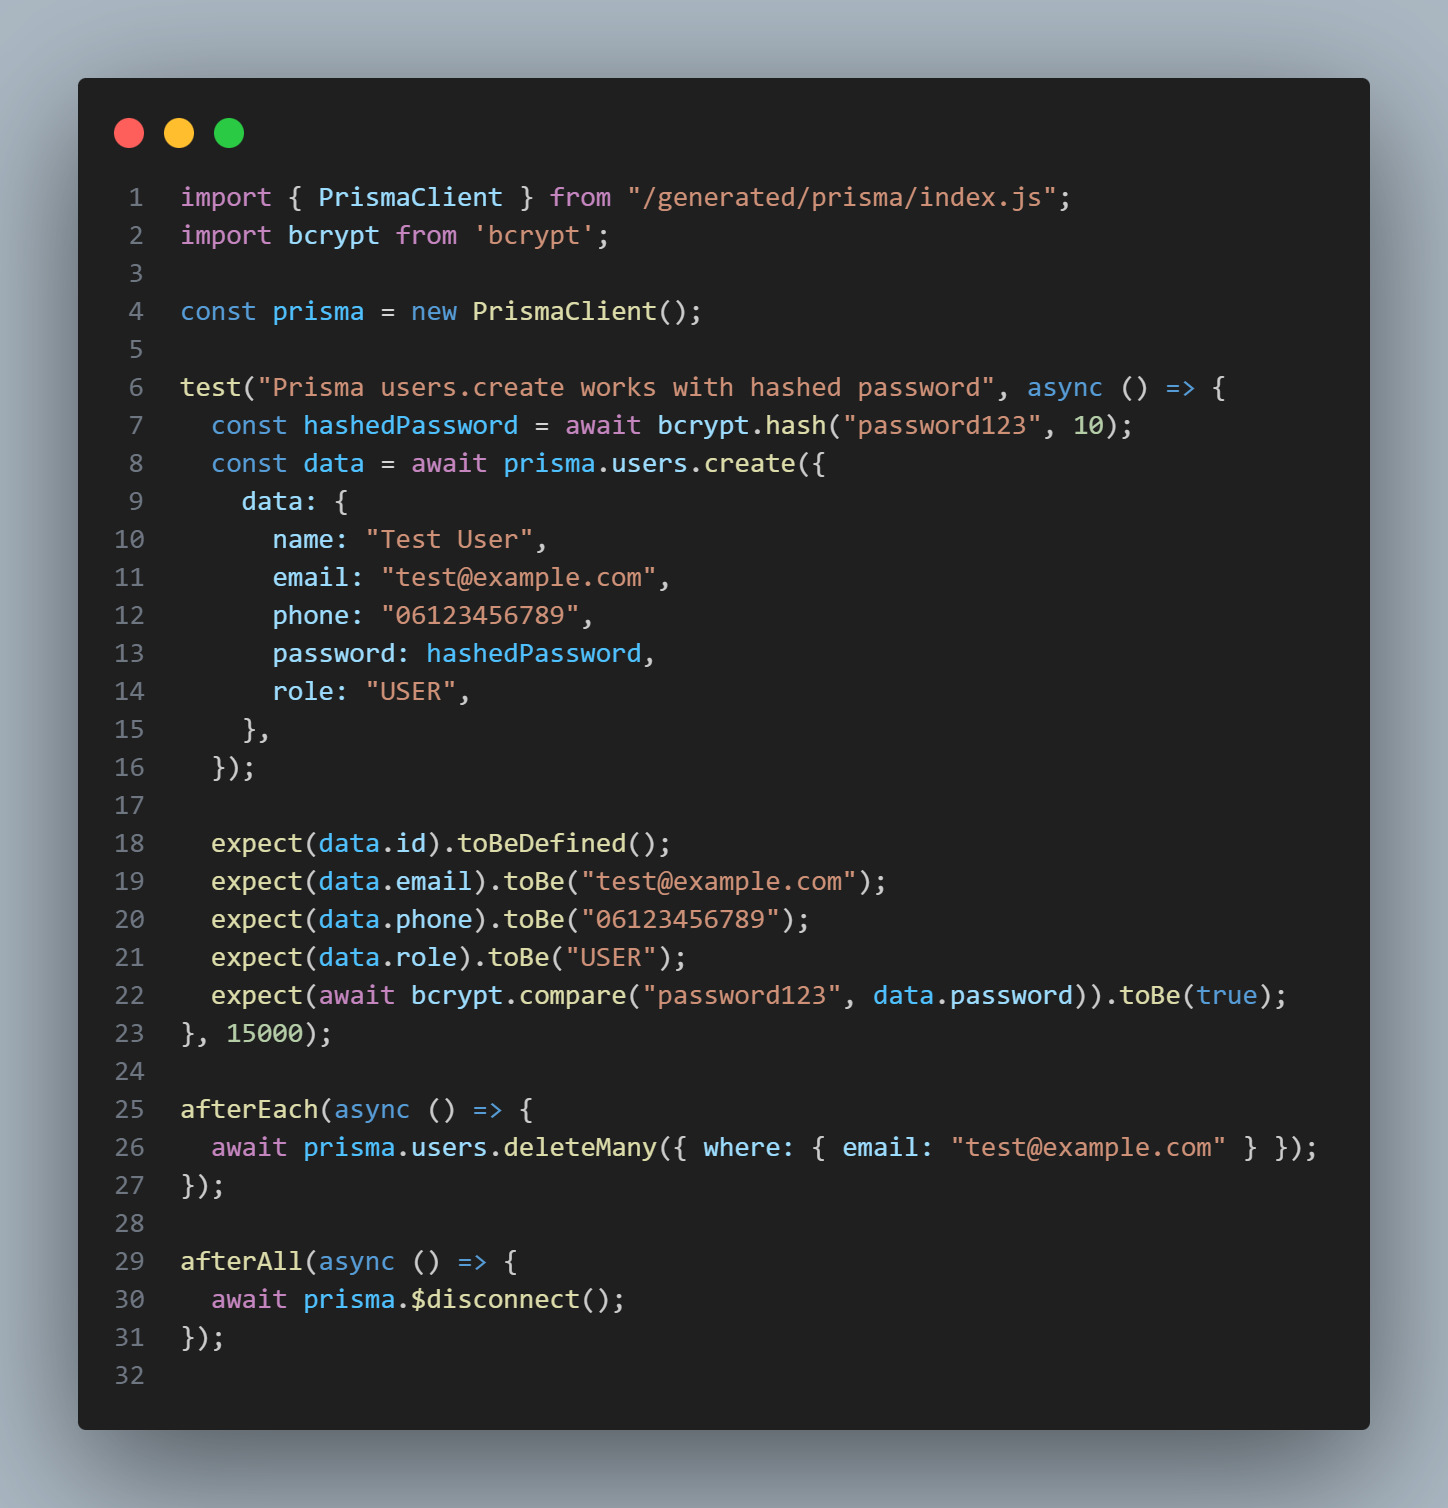 1 import { PrismaClient } from "/generated/prisma/index.js";
2 import bcrypt from 'bcrypt';
3
4 const prisma = new PrismaClient();
5
6 test("Prisma users.create works with hashed password", async () => {
7   const hashedPassword = await bcrypt.hash("password123", 10);
8   const data = await prisma.users.create({
9     data: {
10       name: "Test User",
11       email: "test@example.com",
12       phone: "06123456789",
13       password: hashedPassword,
14       role: "USER",
15     },
16   });
17
18   expect(data.id).toBeDefined();
19   expect(data.email).toBe("test@example.com");
20   expect(data.phone).toBe("06123456789");
21   expect(data.role).toBe("USER");
22   expect(await bcrypt.compare("password123", data.password)).toBe(true);
23 }, 15000);
24
25 afterEach(async () => {
26   await prisma.users.deleteMany({ where: { email: "test@example.com" } });
27 });
28
29 afterAll(async () => {
30   await prisma.$disconnect();
31 });
32